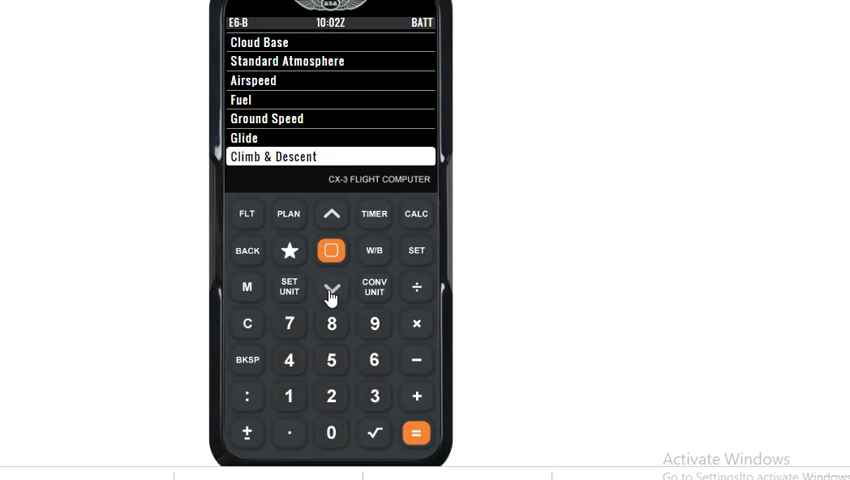 asa
E6-B 10:02Z BATT
Cloud Base
Standard Atmosphere
Airspeed
Fuel
Ground Speed
Glide
Climb & Descent
CX-3 FLIGHT COMPUTER
FLT PLAN TIMER CALC
BACK W/B SET
M SET UNIT CONV UNIT ÷
C 7 8 9 ×
BKSP 4 5 6 −
: 1 2 3 +
± · 0 √ =
Activate Windows
Go to Settings to activate Windows